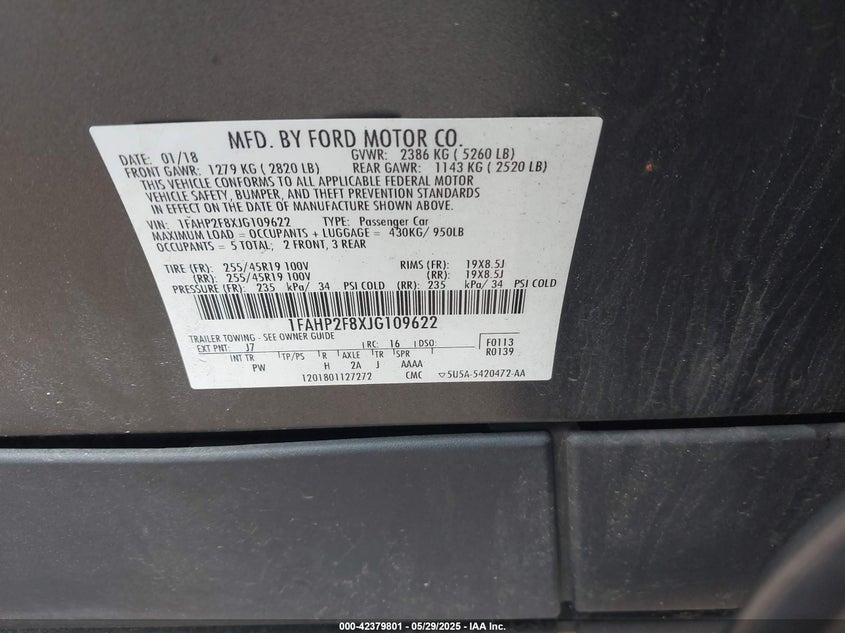 MFD. BY FORD MOTOR CO.
DATE: 01/18 GVWR: 2386 KG ( 5260 LB)
FRONT GAWR: 1279 KG ( 2820 LB) REAR GAWR: 1143 KG ( 2520 LB)
THIS VEHICLE CONFORMS TO ALL APPLICABLE FEDERAL MOTOR
VEHICLE SAFETY, BUMPER, AND THEFT PREVENTION STANDARDS
IN EFFECT ON THE DATE OF MANUFACTURE SHOWN ABOVE.
VIN: 1FAHP2F8XJG109622 TYPE: Passenger Car
MAXIMUM LOAD = OCCUPANTS + LUGGAGE = 430KG/ 950LB
OCCUPANTS = 5 TOTAL; 2 FRONT, 3 REAR
TIRE (FR): 255/45R19 100V RIMS (FR): 19X8.5J
(RR): 255/45R19 100V (RR): 19X8.5J
PRESSURE (FR): 235 kPa/ 34 PSI COLD (RR): 235 kPa/ 34 PSI COLD
1FAHP2F8XJG109622
TRAILER TOWING - SEE OWNER GUIDE
EXT PNT: J7 RC: 16 DSO: F0113
R0139
INT TR TP/PS R AXLE TR SPR
PW H 2A J AAAA
1201801127272 CMC ▽5U5A-5420472-AA
000-42379801 - 05/29/2025 - IAA Inc.